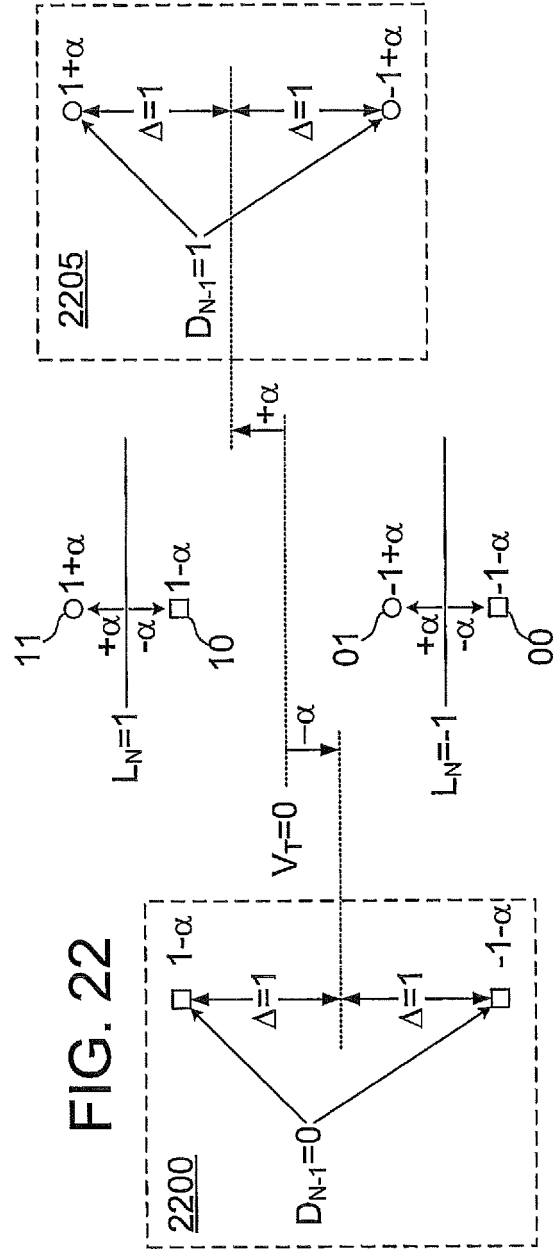 FIG. 22
2200
D_{N-1}=0
1-α
Δ=1
Δ=1
-1-α
V_T=0
-α
L_N=1
11
1+α
+α
-α
1-α
10
L_N=-1
01
-1+α
+α
-α
-1-α
00
+α
2205
D_{N-1}=1
1+α
Δ=1
Δ=1
-1+α